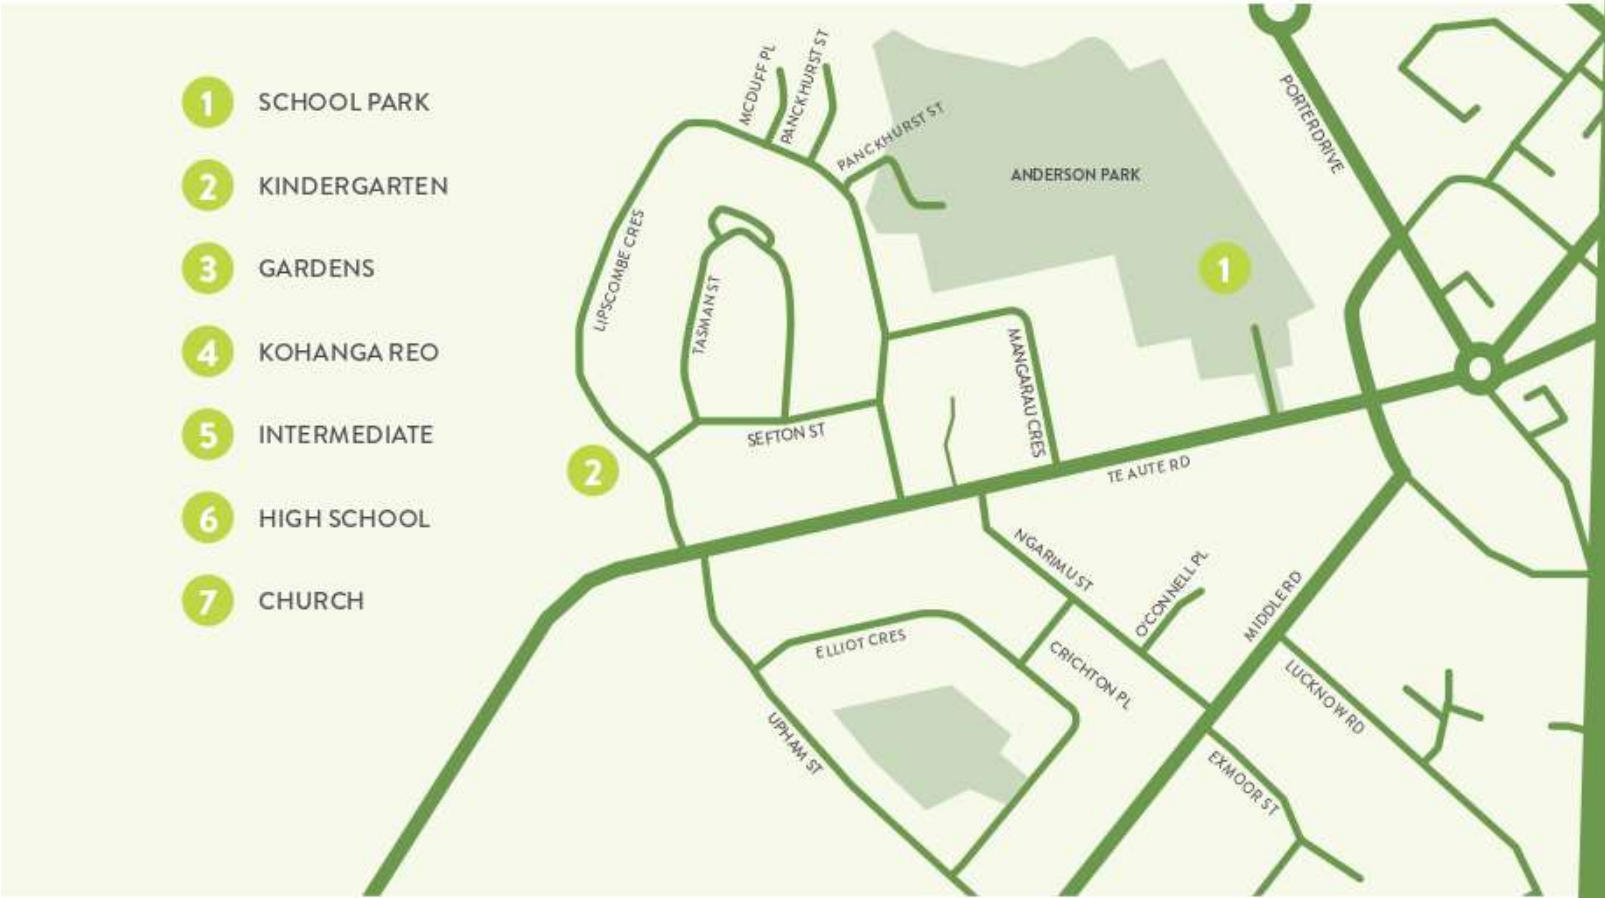 1 SCHOOL PARK
2 KINDERGARTEN
3 GARDENS
4 KOHANGA REO
5 INTERMEDIATE
6 HIGH SCHOOL
7 CHURCH
MCDUFF PL
PANCKHURST ST
PANCKHURST ST
ANDERSON PARK
PORTER DRIVE
1
LIPSCOMBE CRES
TASMAN ST
MANGARAU CRES
SEFTON ST
2
TE AUTE RD
NGARIMU ST
O'CONNELL PL
MIDDLE RD
ELLIOT CRES
CRICHTON PL
LUCKNOW RD
UPHAM ST
EXMOOR ST